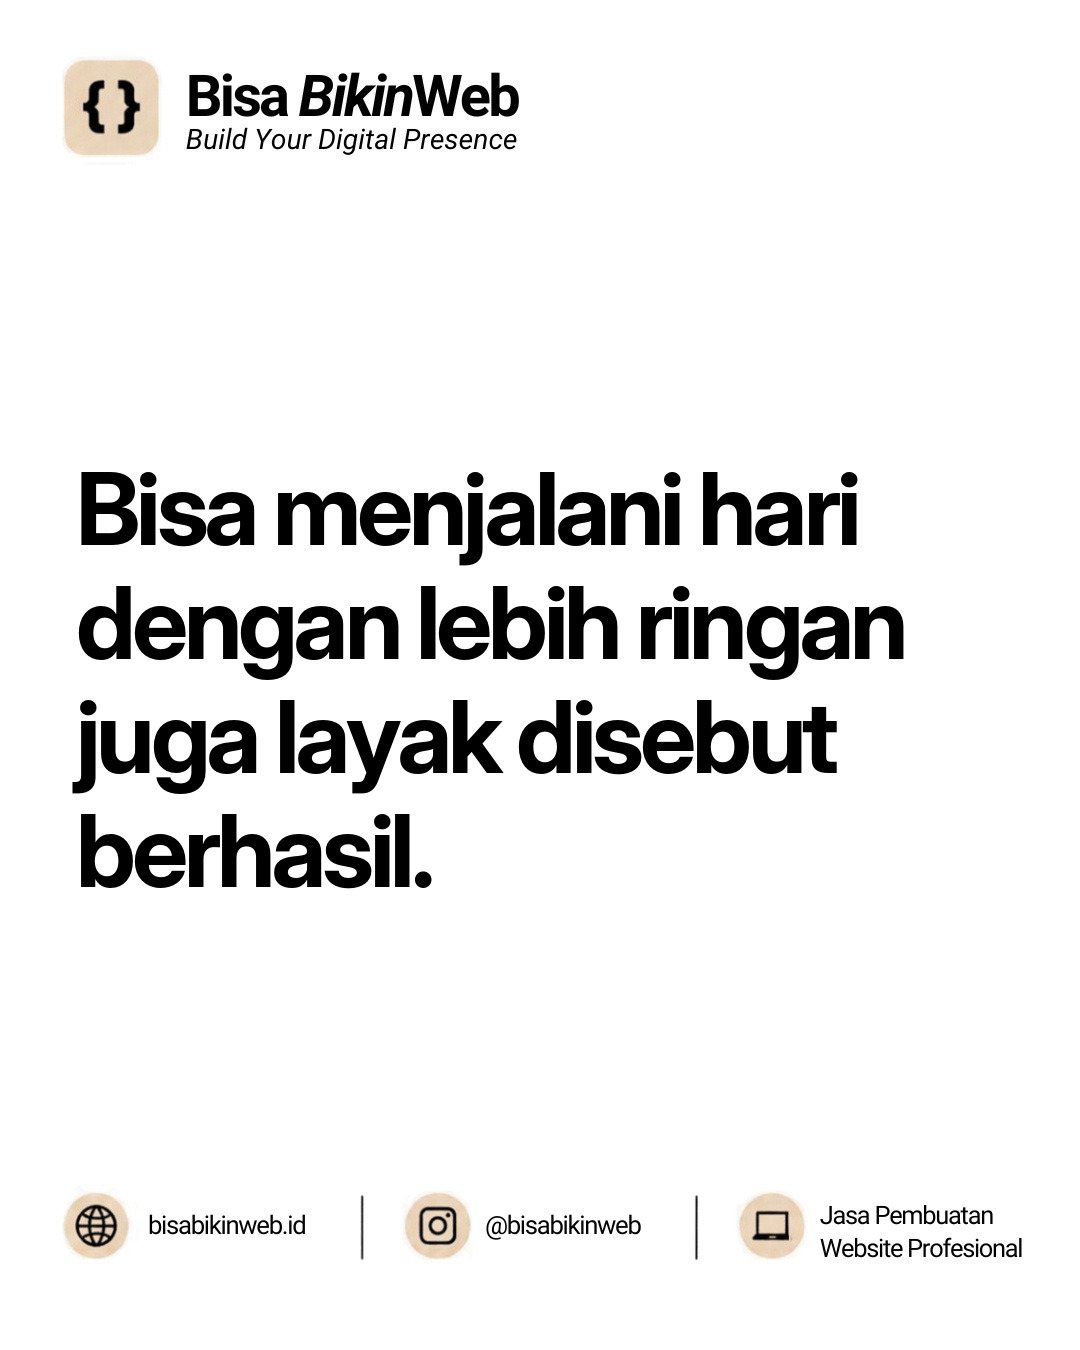 { }
Bisa BikinWeb
Build Your Digital Presence
Bisa menjalani hari
dengan lebih ringan
juga layak disebut
berhasil.
bisabikinweb.id
@bisabikinweb
Jasa Pembuatan
Website Profesional